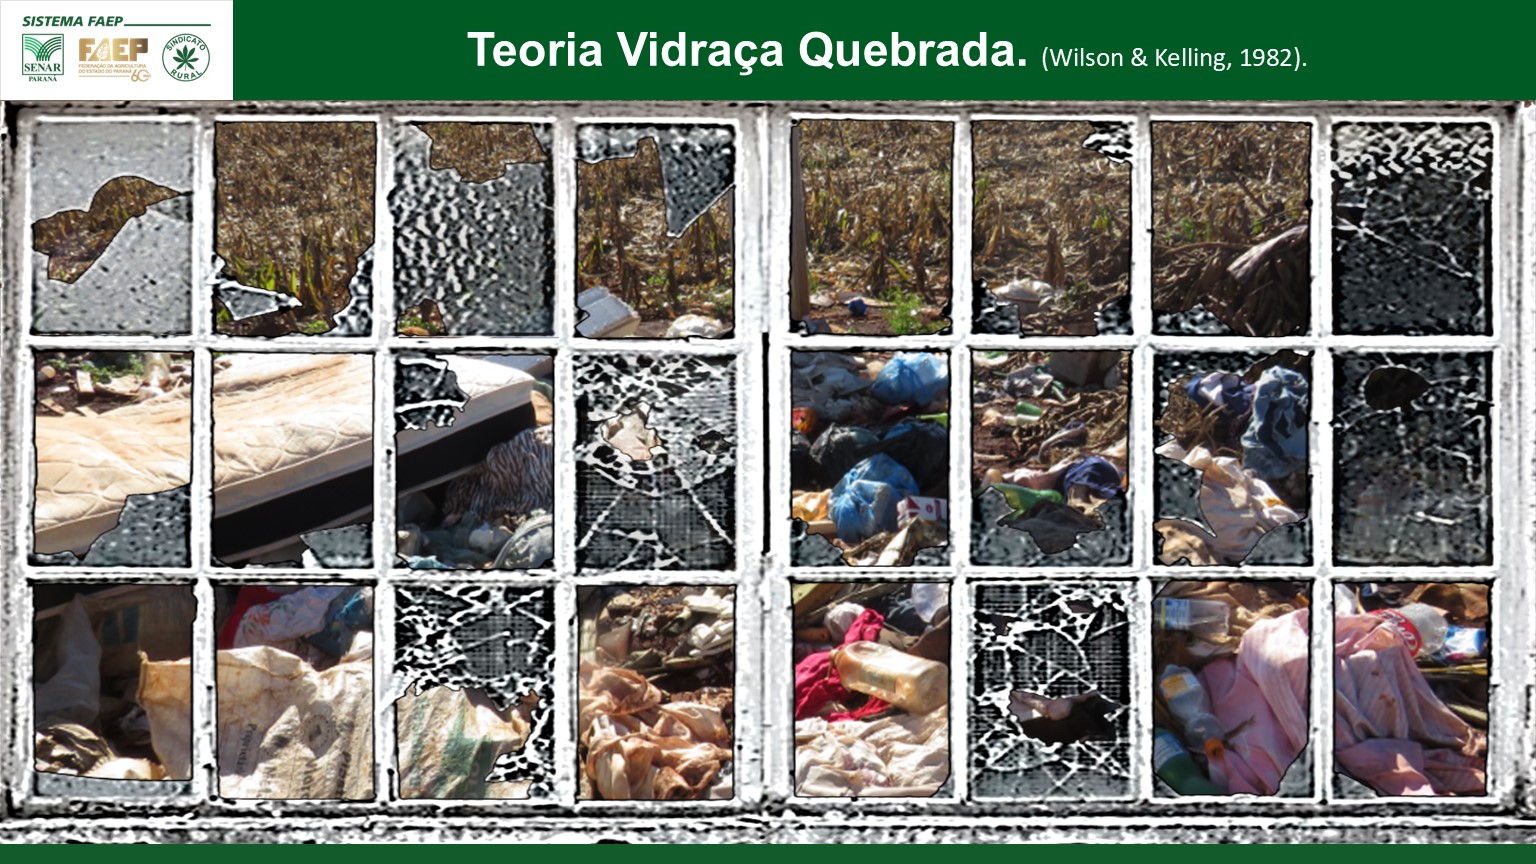 SISTEMA FAEP
SENAR
PARANÁ
FAEP
FEDERAÇÃO DA AGRICULTURA
DO ESTADO DO PARANÁ
60
SINDICATO
RURAL
Teoria Vidraça Quebrada. (Wilson & Kelling, 1982).